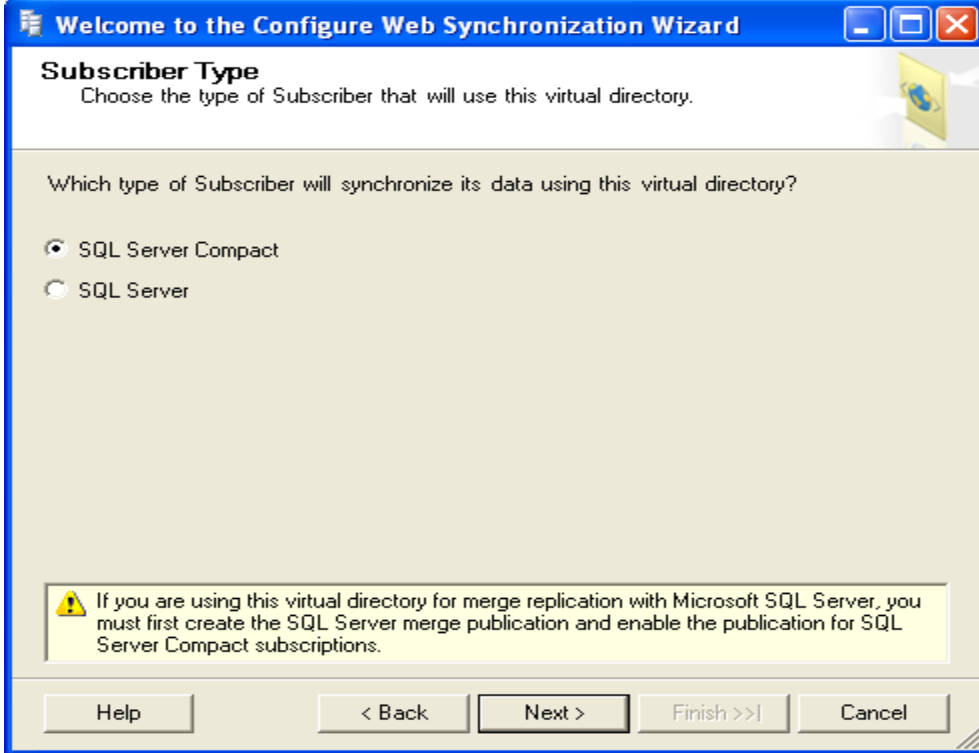 Welcome to the Configure Web Synchronization Wizard
Subscriber Type
Choose the type of Subscriber that will use this virtual directory.
Which type of Subscriber will synchronize its data using this virtual directory?
SQL Server Compact
SQL Server
If you are using this virtual directory for merge replication with Microsoft SQL Server, you
must first create the SQL Server merge publication and enable the publication for SQL
Server Compact subscriptions.
Help < Back Next > Finish >>| Cancel